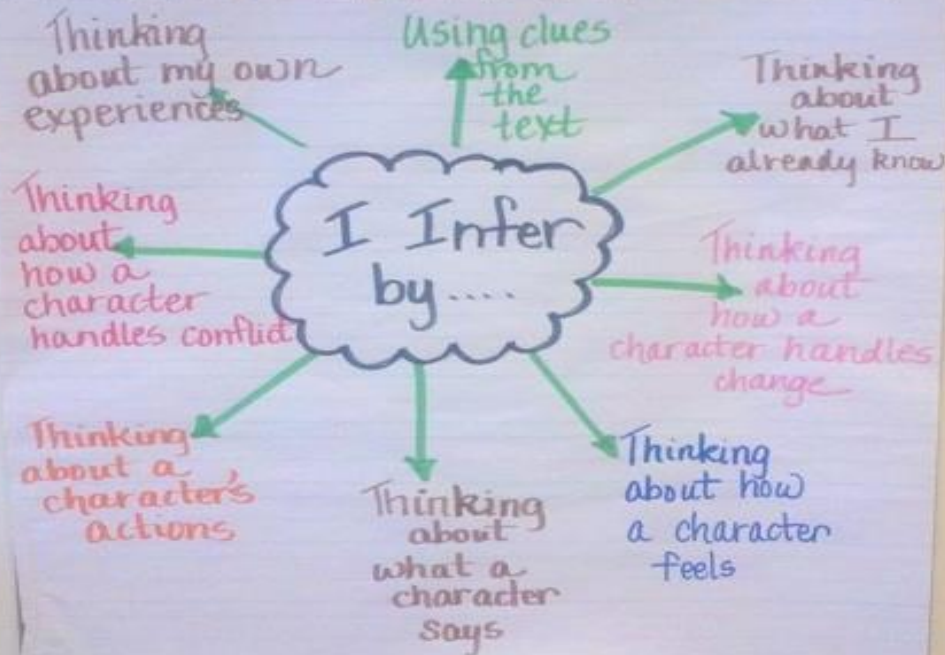 Thinking
about my own
experiences
Using clues
from
the
text
Thinking
about
what I
already know
Thinking
about
how a
character
handles conflict
I Infer
by....
Thinking
about
how a
character handles
change
Thinking
about a
character's
actions
Thinking
about
what a
character
says
Thinking
about how
a character
feels